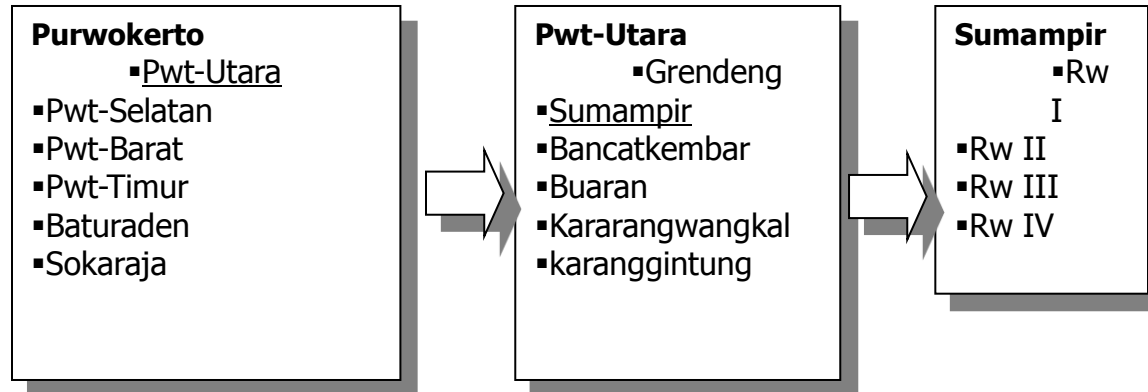 Purwokerto
▪Pwt-Utara
▪Pwt-Selatan
▪Pwt-Barat
▪Pwt-Timur
▪Baturaden
▪Sokaraja
Pwt-Utara
▪Grendeng
▪Sumampir
▪Bancatkembar
▪Buaran
▪Kararangwangkal
▪karanggintung
Sumampir
▪Rw
I
▪Rw II
▪Rw III
▪Rw IV